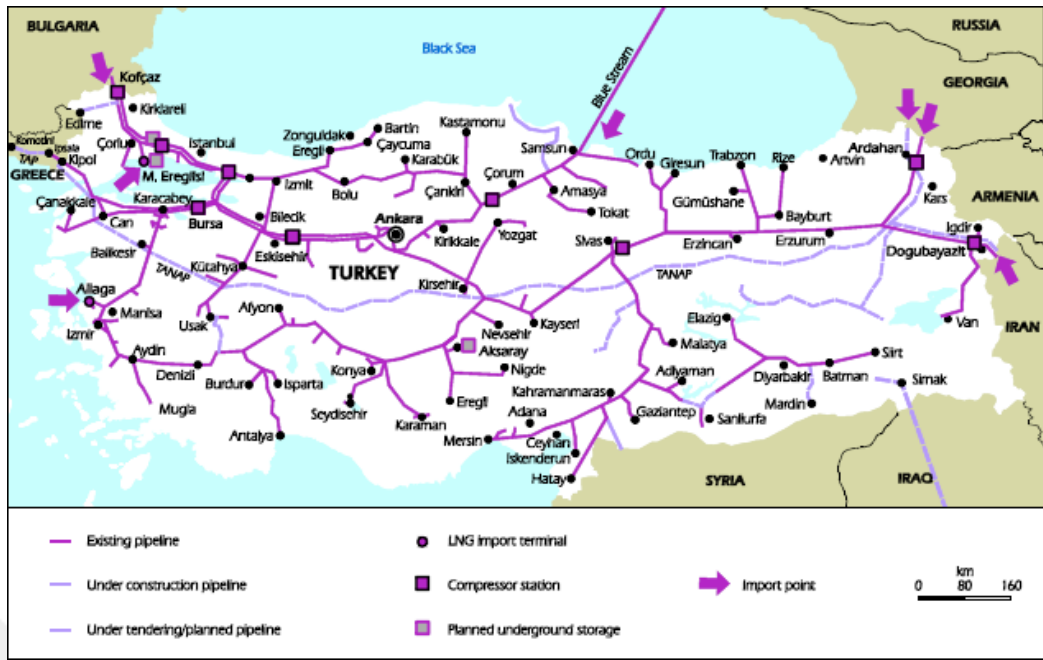 BULGARIA
RUSSIA
Black Sea
GEORGIA
Blue Stream
Kofçaz
Kirklareli
Edirne
Kastamonu
Bartin
Zonguldak
Samsun
Ordu
Trabzon
Rize
Ardahan
Komotini
Ipsala
Çorlu
Istanbul
Eregli
Çaycuma
Karabük
Giresun
Artvin
TAP
Kipol
GREECE
M. Ereglisi
Izmit
Bolu
Çankiri
Çorum
Amasya
Gümüshane
Kars
ARMENIA
Çanakkale
Karacabey
Can
Bursa
Bilecik
Ankara
Tokat
Bayburt
Igdir
Balikesir
Eskisehir
Kirikkale
Yozgat
Sivas
Erzincan
Erzurum
Dogubayazit
TANAP
Kütahya
TURKEY
TANAP
Aliaga
Manisa
Usak
Afyon
Kirsehir
Nevsehir
Kayseri
Elazig
Van
IRAN
Izmir
Aydin
Aksaray
Malatya
Siirt
Denizli
Burdur
Isparta
Konya
Nigde
Adiyaman
Diyarbakir
Batman
Sirnak
Mugla
Seydisehir
Eregli
Karaman
Kahramanmaras
Adana
Gaziantep
Mardin
Sanliurfa
Antalya
Mersin
Ceyhan
Iskenderun
Hatay
SYRIA
IRAQ
Existing pipeline
LNG import terminal
km
Under construction pipeline
Compressor station
Import point
0 80 160
Under tendering/planned pipeline
Planned underground storage